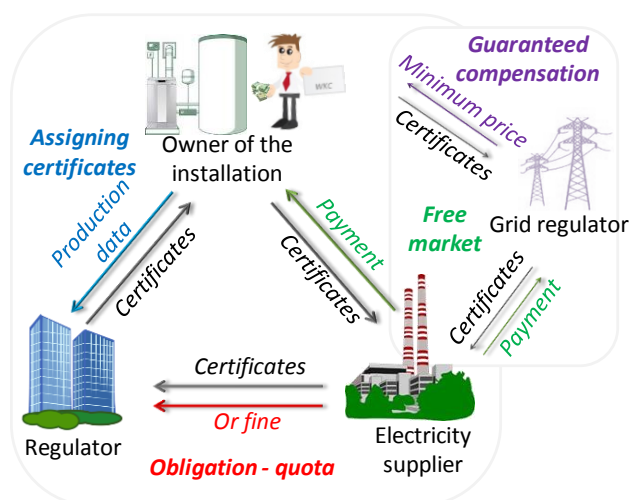 Guaranteed
compensation
WKC
Minimum price
Certificates
Assigning
certificates
Owner of the
installation
Grid regulator
Free
market
Production
data
Certificates
Payment
Certificates
Certificates
Payment
Certificates
Or fine
Regulator
Electricity
supplier
Obligation - quota